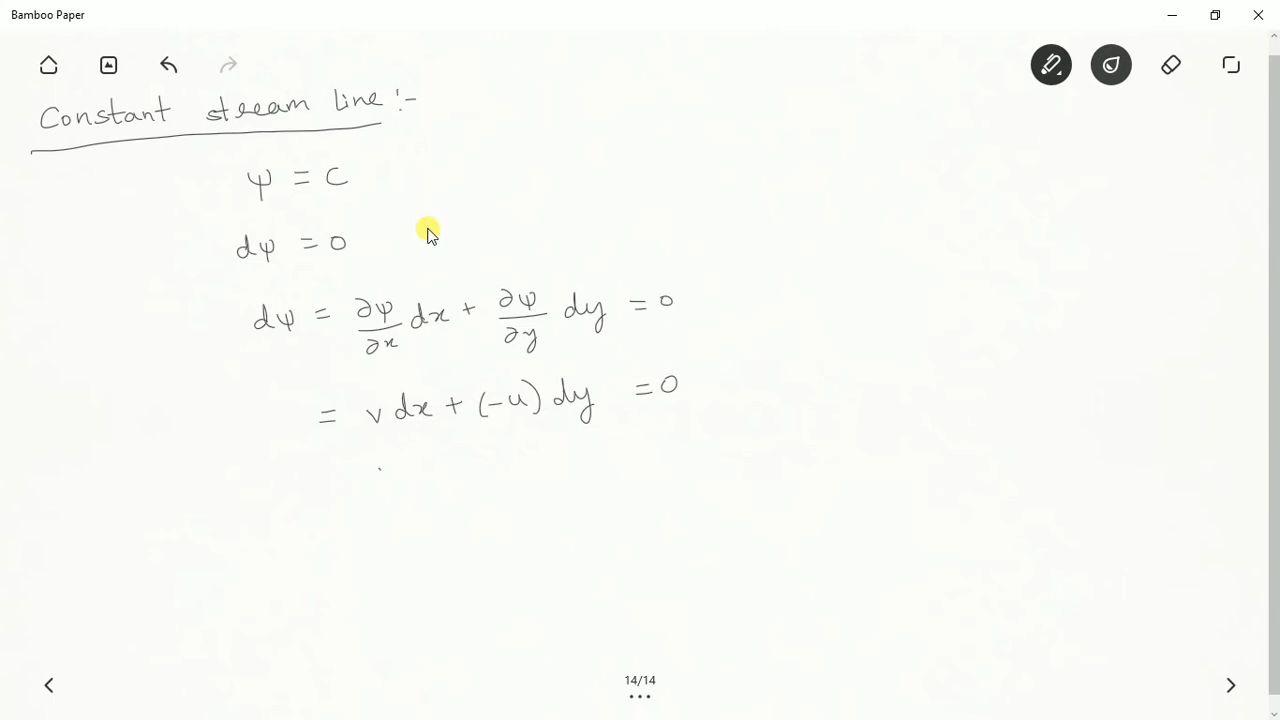 Bamboo Paper
Constant stream line :-
ψ = C
dψ = 0
dψ = ∂ψ/∂x dx + ∂ψ/∂y dy = 0
= v dx + (-u) dy = 0
14/14